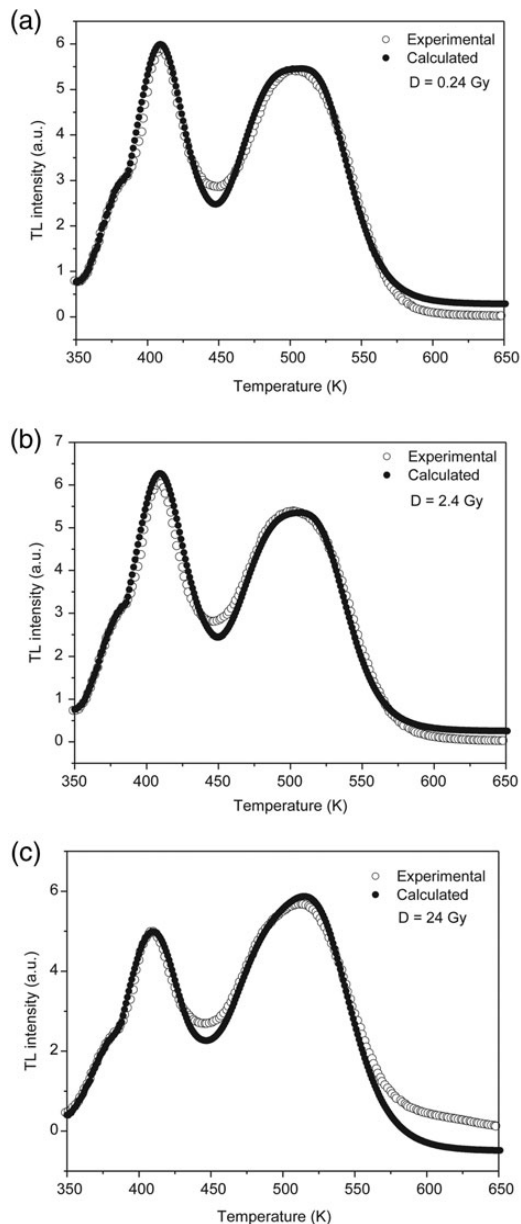 (a)
6
5
4
3
2
1
0
TL intensity (a.u.)
Experimental
Calculated
D = 0.24 Gy
350 400 450 500 550 600 650
Temperature (K)
(b)
7
6
5
4
3
2
1
0
TL intensity (a.u.)
Experimental
Calculated
D = 2.4 Gy
350 400 450 500 550 600 650
Temperature (K)
(c)
6
4
2
0
TL intensity (a.u.)
Experimental
Calculated
D = 24 Gy
350 400 450 500 550 600 650
Temperature (K)